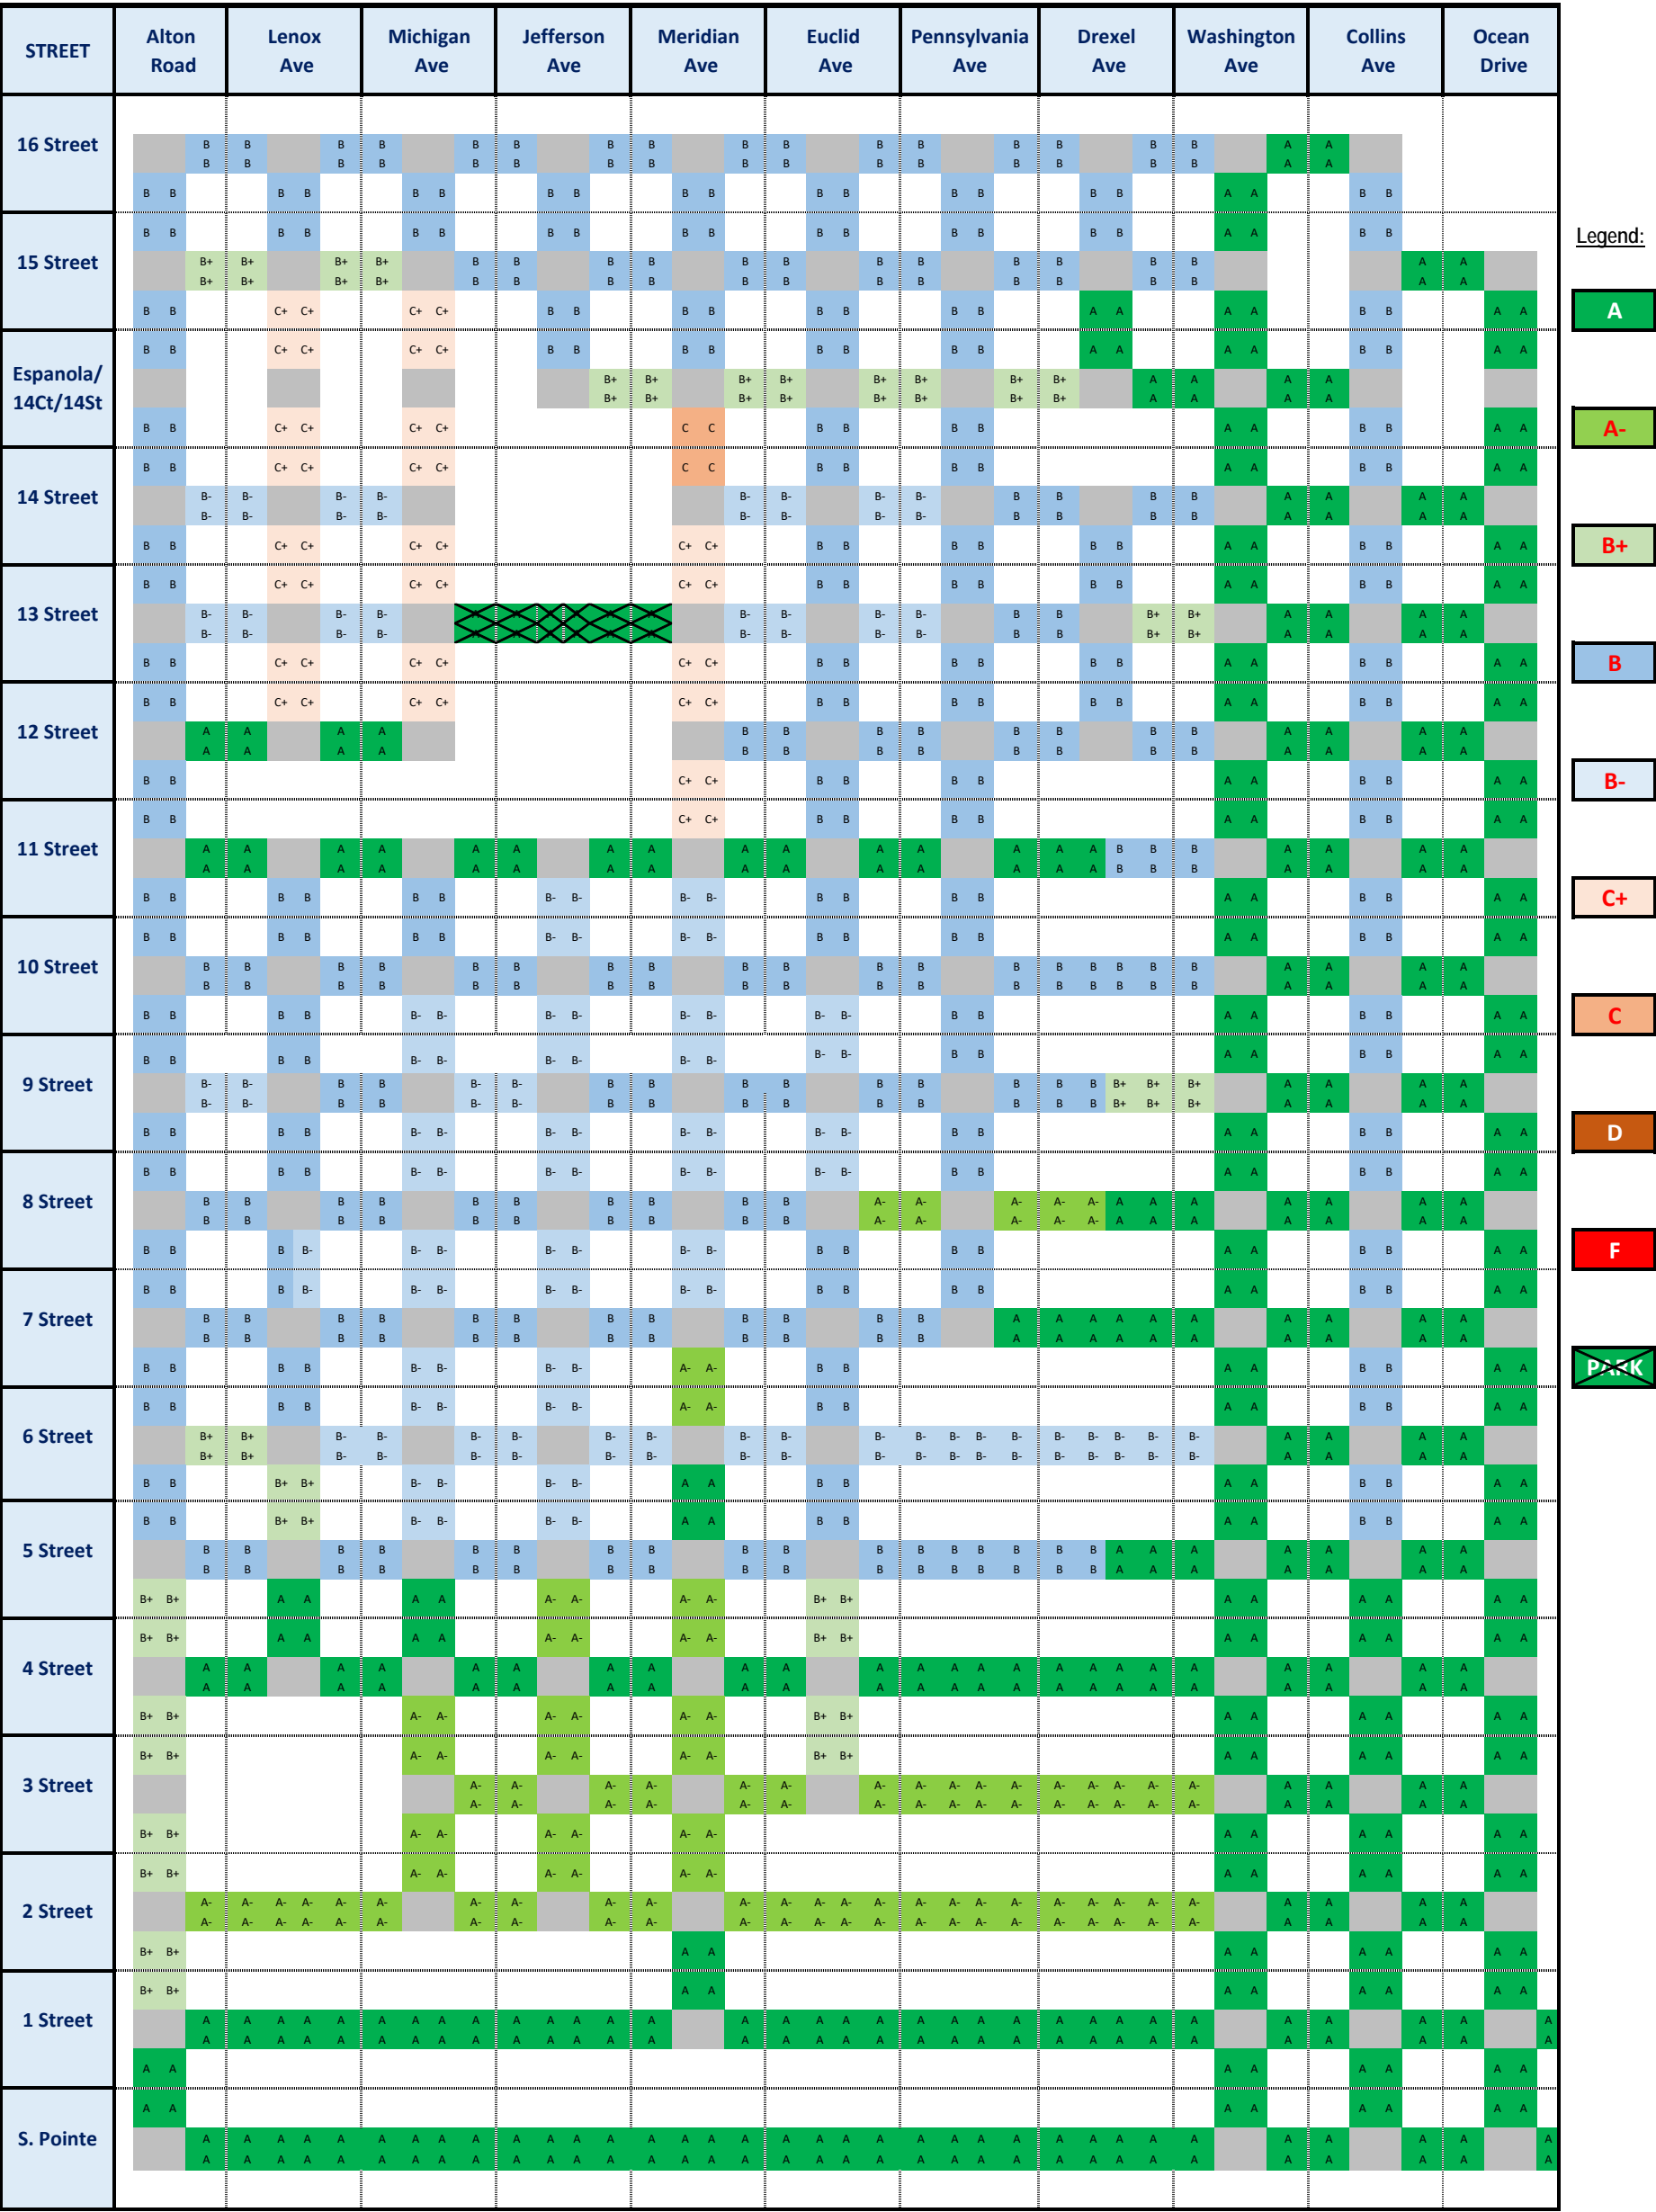 Alton Lenox Michigan Jefferson Meridian Euclid Pennsylvania Drexel Washington Collins Ocean
STREET
Road Ave Ave Ave Ave Ave Ave Ave Ave Ave Drive
16 Street
B B B B B B B B B B B B B B B B A A
B B B B B B B B B B B B B B B B A A
B B B B B B B B B B B B B B B B A A B B
B B B B B B B B B B B B B B B B A A B B
15 Street
B+ B+ B+ B+ B B B B B B B B B B B B A A
B+ B+ B+ B+ B B B B B B B B B B B B A A
B B C+ C+ C+ C+ B B B B B B B B A A A A B B A A
B B C+ C+ C+ C+ B B B B B B B B A A A A B B A A
Espanola/
14Ct/14St
B+ B+ B+ B+ B+ B+ B+ B+ A A A A
B+ B+ B+ B+ B+ B+ B+ B+ A A A A
B B C+ C+ C+ C+ C C B B B B A A B B A A
B B C+ C+ C+ C+ C C B B B B A A B B A A
14 Street
B- B- B- B- B- B- B- B- B B B B A A A A
B- B- B- B- B- B- B- B- B B B B A A A A
B B C+ C+ C+ C+ C+ C+ B B B B B B A A B B A A
B B C+ C+ C+ C+ C+ C+ B B B B B B A A B B A A
13 Street
B- B- B- B- B- B- B- B- B B B+ B+ A A A A
B- B- B- B- B- B- B- B- B B B+ B+ A A A A
B B C+ C+ C+ C+ C+ C+ B B B B B B A A B B A A
B B C+ C+ C+ C+ C+ C+ B B B B B B A A B B A A
12 Street
A A A A B B B B B B B B A A A A
A A A A B B B B B B B B A A A A
B B C+ C+ B B B B A A B B A A
B B C+ C+ B B B B A A B B A A
11 Street
A A A A A A A A A A A A A A A B B B A A A A
A A A A A A A A A A A A A A A B B B A A A A
B B B B B B B- B- B- B- B B B B A A B B A A
B B B B B B B- B- B- B- B B B B A A B B A A
10 Street
B B B B B B B B B B B B B B B B B B A A A A
B B B B B B B B B B B B B B B B B B A A A A
B B B B B- B- B- B- B- B- B- B- B B A A B B A A
B B B B B- B- B- B- B- B- B- B- B B A A B B A A
9 Street
B- B- B B B- B- B B B B B B B B B B+ B+ B+ A A A A
B- B- B B B- B- B B B B B B B B B B+ B+ B+ A A A A
B B B B B- B- B- B- B- B- B- B- B B A A B B A A
B B B B B- B- B- B- B- B- B- B- B B A A B B A A
8 Street
B B B B B B B B B B A- A- A- A- A- A A A A A A A
B B B B B B B B B B A- A- A- A- A- A A A A A A A
B B B B- B- B- B- B- B- B- B B B B A A B B A A
B B B B- B- B- B- B- B- B- B B B B A A B B A A
7 Street
B B B B B B B B B B B B A A A A A A A A A A
B B B B B B B B B B B B A A A A A A A A A A
B B B B B- B- B- B- A- A- B B A A B B A A
B B B B B- B- B- B- A- A- B B A A B B A A
6 Street
B+ B+ B- B- B- B- B- B- B- B- B- B- B- B- B- B- B- B- B- B- A A A A
B+ B+ B- B- B- B- B- B- B- B- B- B- B- B- B- B- B- B- B- B- A A A A
B B B+ B+ B- B- B- B- A A B B A A B B A A
B B B+ B+ B- B- B- B- A A B B A A B B A A
5 Street
B B B B B B B B B B B B B B B B B A A A A A A A
B B B B B B B B B B B B B B B B B A A A A A A A
B+ B+ A A A A A- A- A- A- B+ B+ A A A A A A
B+ B+ A A A A A- A- A- A- B+ B+ A A A A A A
4 Street
A A A A A A A A A A A A A A A A A A A A A A A A
A A A A A A A A A A A A A A A A A A A A A A A A
B+ B+ A- A- A- A- A- A- B+ B+ A A A A A A
B+ B+ A- A- A- A- A- A- B+ B+ A A A A A A
3 Street
A- A- A- A- A- A- A- A- A- A- A- A- A- A- A- A- A A A A
A- A- A- A- A- A- A- A- A- A- A- A- A- A- A- A- A A A A
B+ B+ A- A- A- A- A- A- A A A A A A
B+ B+ A- A- A- A- A- A- A A A A A A
2 Street
A- A- A- A- A- A- A- A- A- A- A- A- A- A- A- A- A- A- A- A- A- A- A- A- A A A A
A- A- A- A- A- A- A- A- A- A- A- A- A- A- A- A- A- A- A- A- A- A- A- A- A A A A
B+ B+ A A A A A A A A
B+ B+ A A A A A A A A
1 Street
A A A A A A A A A A A A A A A A A A A A A A A A A A A A A A A A A
A A A A A A A A A A A A A A A A A A A A A A A A A A A A A A A A A
A A A A A A A A
A A A A A A A A
S. Pointe
A A A A A A A A A A A A A A A A A A A A A A A A A A A A A A A A A A A
A A A A A A A A A A A A A A A A A A A A A A A A A A A A A A A A A A A
Legend:
A
A-
B+
B
B-
C+
C
D
F
PARK